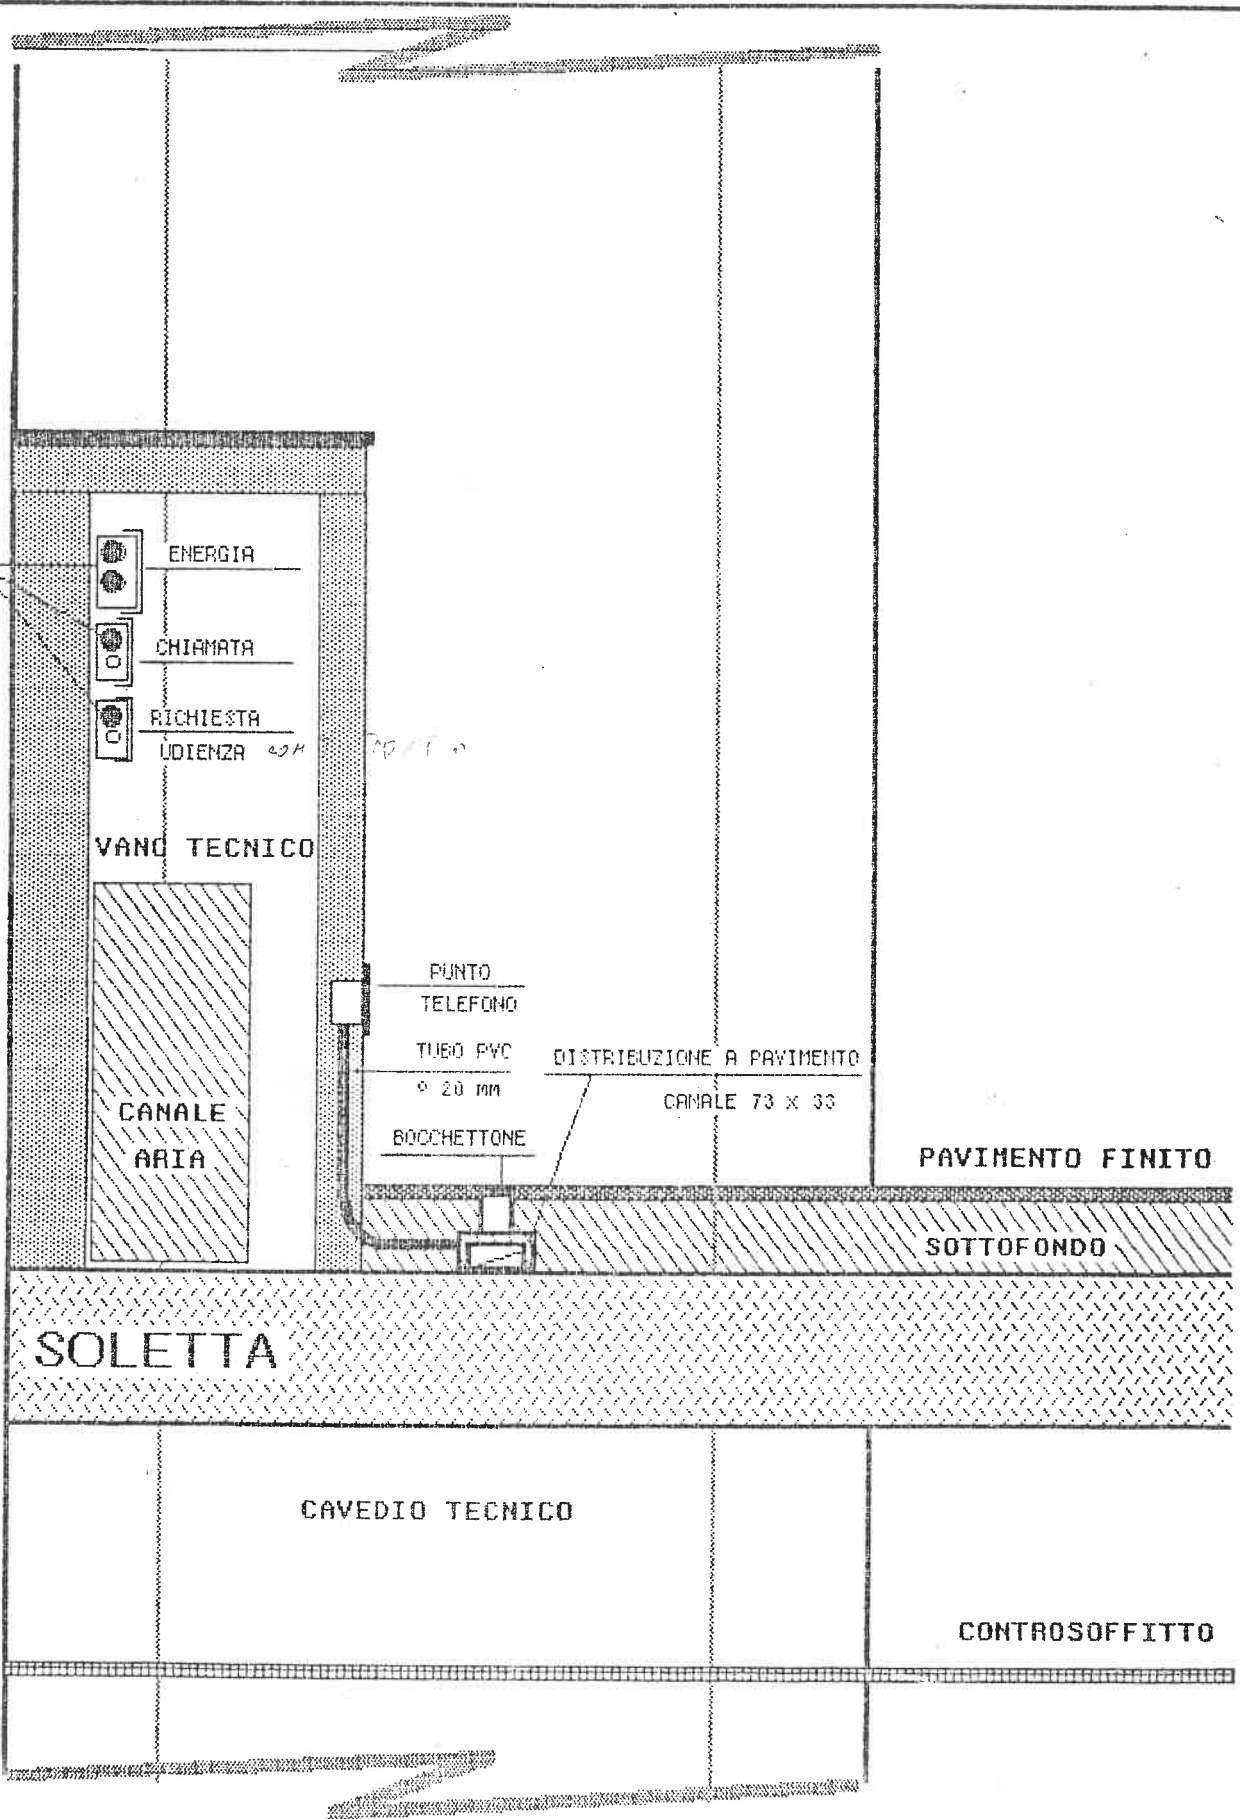 ENERGIA
CHIAMATA
RICHIESTA
UDIENZA
VANO TECNICO
PUNTO
TELEFONO
TUBO PVC
° 20 MM
DISTRIBUZIONE A PAVIMENTO
CANALE 73 X 33
BOCCHETTONE
CANALE
ARIA
PAVIMENTO FINITO
SOTTOFONDO
SOLETTA
CAVEDIO TECNICO
CONTROSOFFITTO